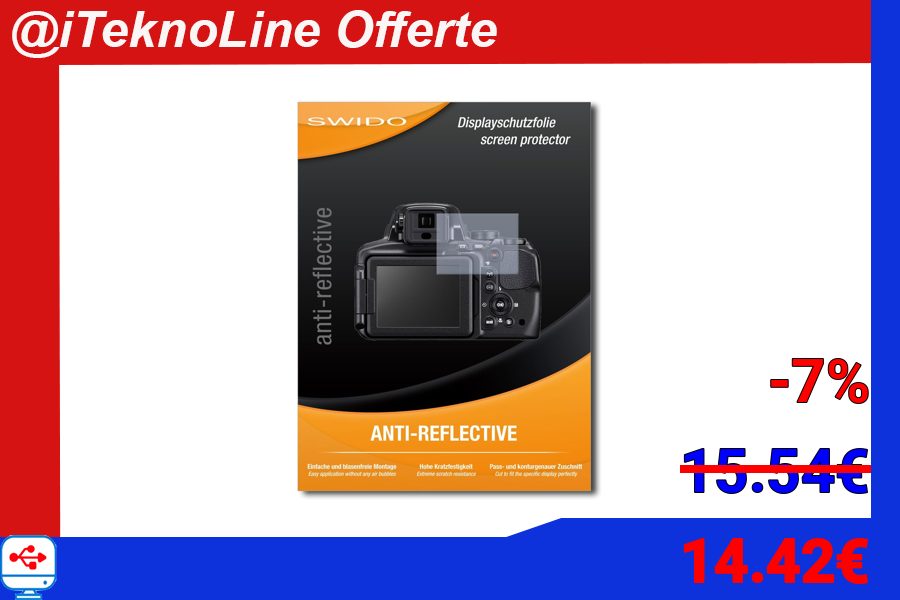 @iTeknoLine Offerte
SWIDO
Displayschutzfolie
screen protector
anti-reflective
ANTI-REFLECTIVE
Einfache und blasenfreie Montage
Easy application without any air bubbles
Hohe Kratzfestigkeit
Extreme scratch resistance
Pass- und konturgenauer Zuschnitt
Cut to fit the specific display perfectly
-7%
15.54€
14.42€